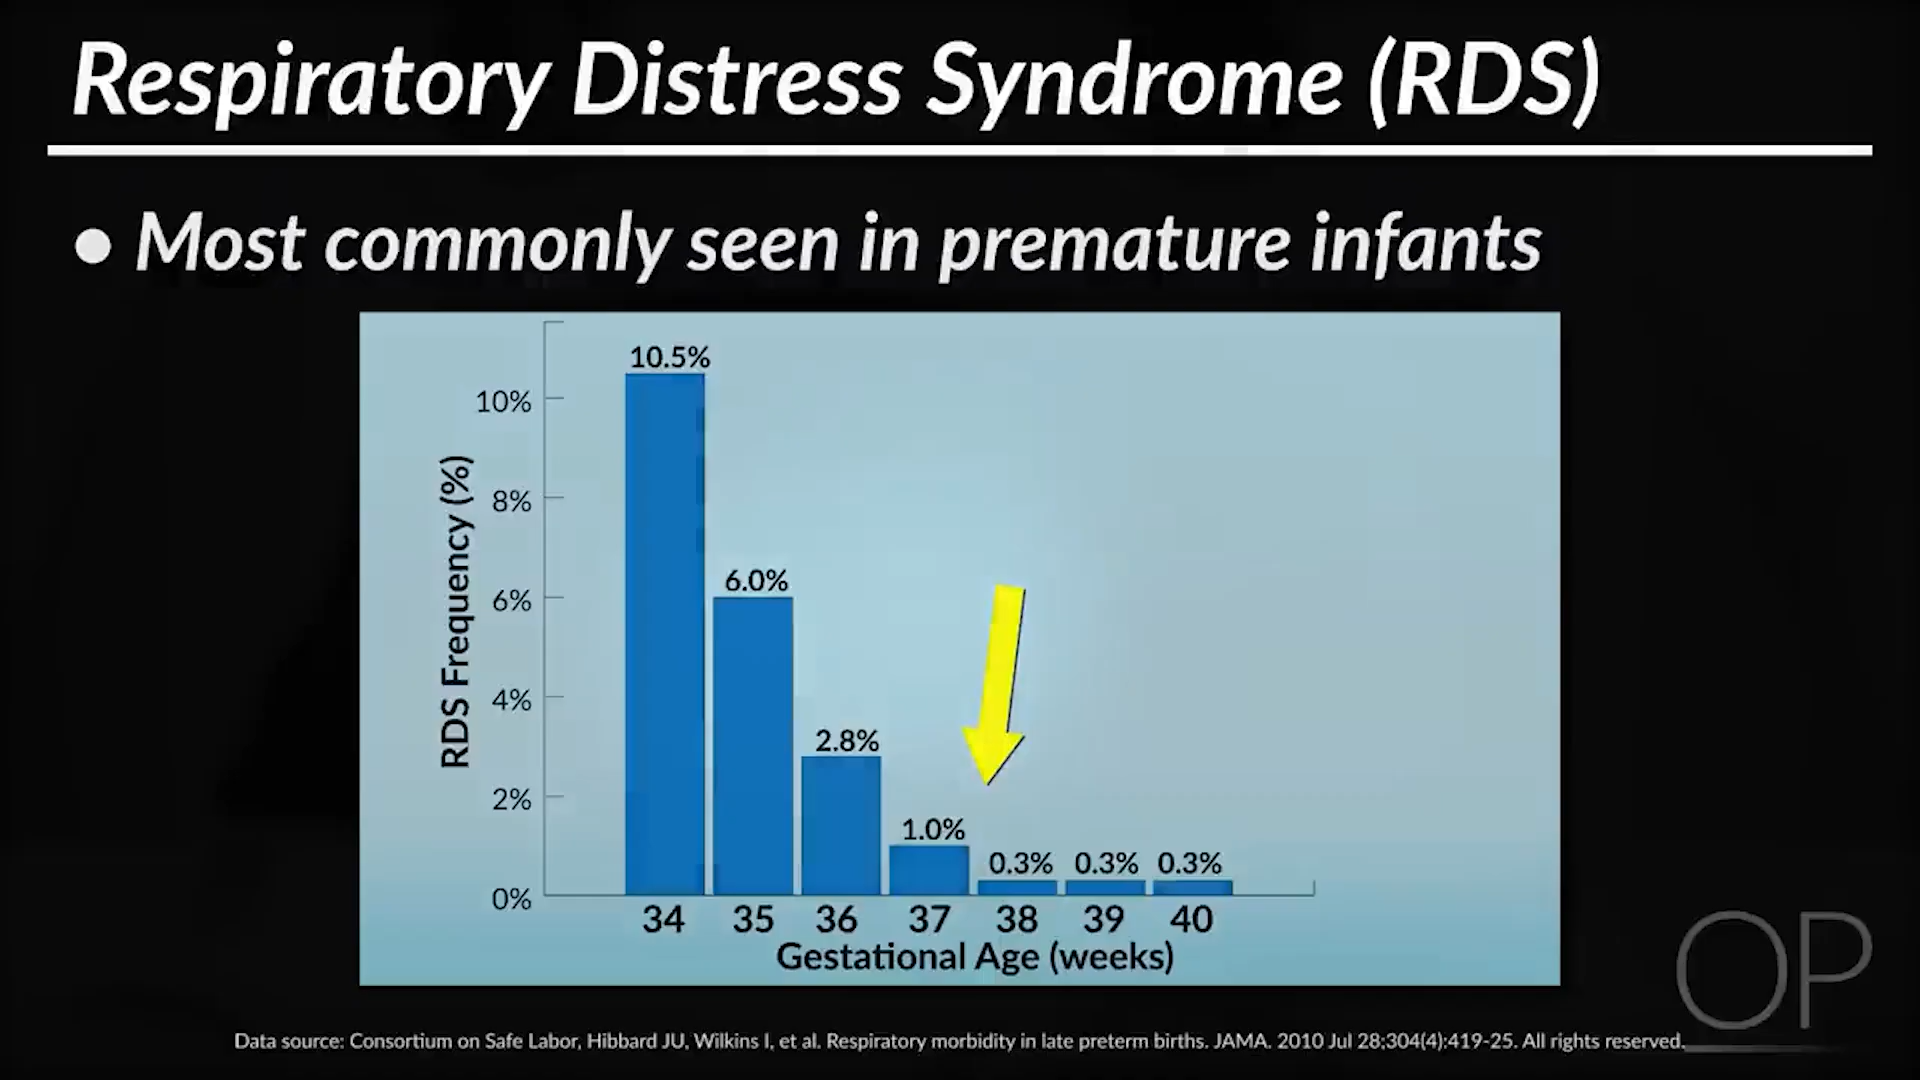 Respiratory Distress Syndrome (RDS)
• Most commonly seen in premature infants
RDS Frequency (%)
10%
8%
6%
4%
2%
0%
10.5%
6.0%
2.8%
1.0%
0.3%
0.3%
0.3%
34 35 36 37 38 39 40
Gestational Age (weeks)
OP
Data source: Consortium on Safe Labor, Hibbard JU, Wilkins I, et al. Respiratory morbidity in late preterm births. JAMA. 2010 Jul 28;304(4):419-25. All rights reserved.